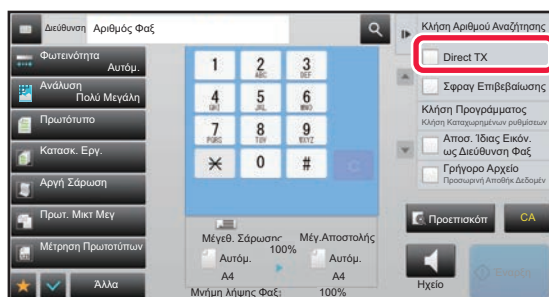 Διεύθυνση Αριθμός Φαξ
Φωτεινότητα
Αυτόμ.
Ανάλυση
Πολύ Μεγάλη
Πρωτότυπο
Κατασκ. Εργ.
Αργή Σάρωση
Πρωτ. Μικτ Μεγ
Μέτρηση Πρωτοτύπων
Άλλα
1 2 3
ABC DEF
4 5 6
GHI JKL MNO
7 8 9
PQRS TUV WXYZ
0 #
C
Μέγεθ. Σάρωσης Μέγ.Αποστολής
100%
Αυτόμ. Αυτόμ.
A4 A4
Μνήμη λήψης Φαξ: 100%
Κλήση Αριθμού Αναζήτησης
Direct TX
Σφραγ Επιβεβαίωσης
Κλήση Προγράμματος
Κλήση Καταχωρημένων ρυθμίσεων
Αποσ. Ίδιας Εικόν.
ως Διεύθυνση Φαξ
Γρήγορο Αρχείο
Προσωρινή Αποθήκ Δεδομέν
Προεπισκόπ CA
Ηχείο Έναρξη